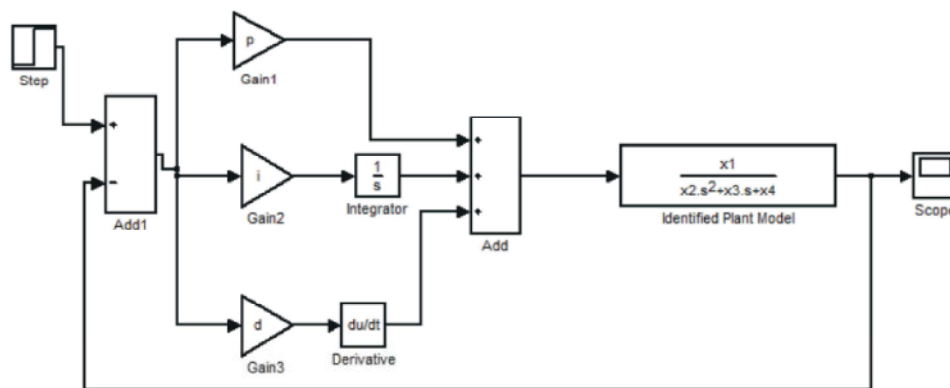 Step
+
−
Add1
p
Gain1
i
Gain2
1
s
Integrator
d
Gain3
du/dt
Derivative
+
+
+
Add
x1
x2.s²+x3.s+x4
Identified Plant Model
Scope